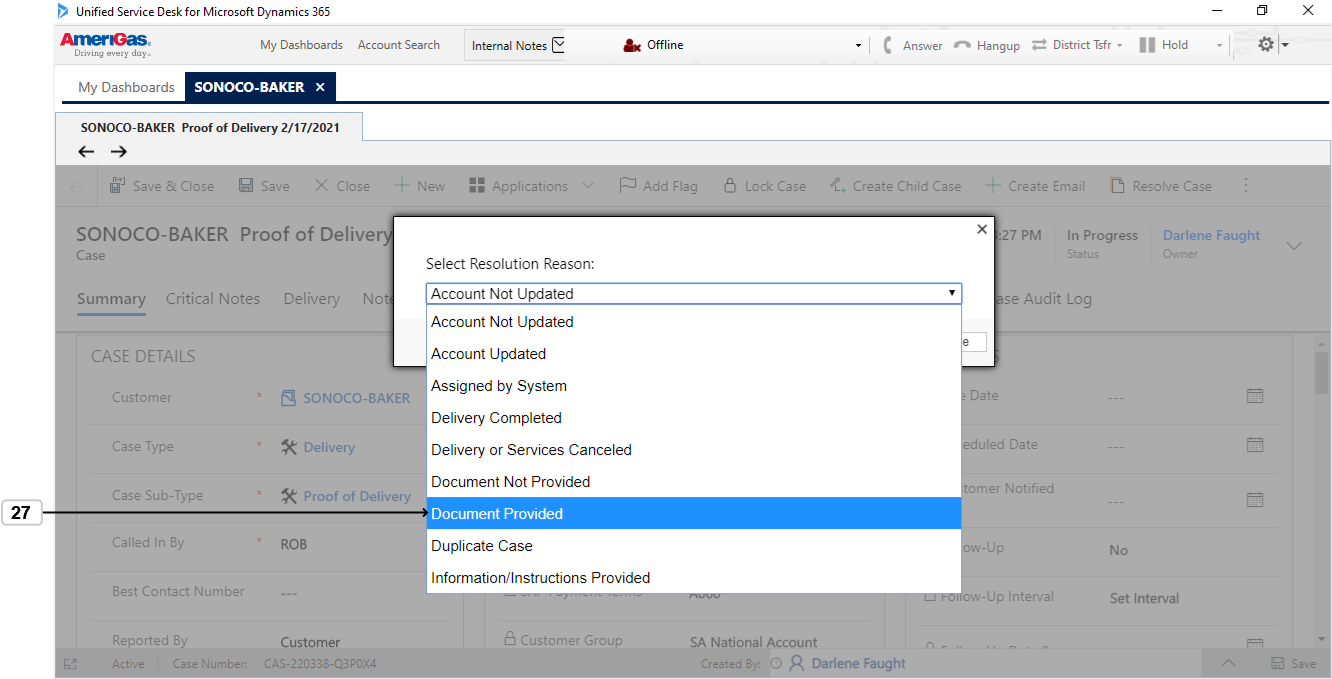 Unified Service Desk for Microsoft Dynamics 365
AmeriGas.
Driving every day..
My Dashboards Account Search Internal Notes Offline Answer Hangup District Tsfr Hold
My Dashboards SONOCO-BAKER ×
SONOCO-BAKER Proof of Delivery 2/17/2021
Save & Close Save Close New Applications Add Flag Lock Case Create Child Case Create Email Resolve Case
SONOCO-BAKER Proof of Delivery
Case
:27 PM
In Progress
Status
Darlene Faught
Owner
Summary Critical Notes Delivery Note
ase Audit Log
Select Resolution Reason:
Account Not Updated
Account Not Updated
Account Updated
Assigned by System
Delivery Completed
Delivery or Services Canceled
Document Not Provided
27
Document Provided
Duplicate Case
Information/Instructions Provided
e
CASE DETAILS
S
Customer * SONOCO-BAKER
Case Type * Delivery
Case Sub-Type * Proof of Delivery
Called In By * ROB
Best Contact Number ---
Reported By Customer
Customer Group SA National Account
Date ---
eduled Date ---
tomer Notified ---
ow-Up No
Follow-Up Interval Set Interval
Active Case Number: CAS-220338-Q3P0X4 Created By: Darlene Faught Save